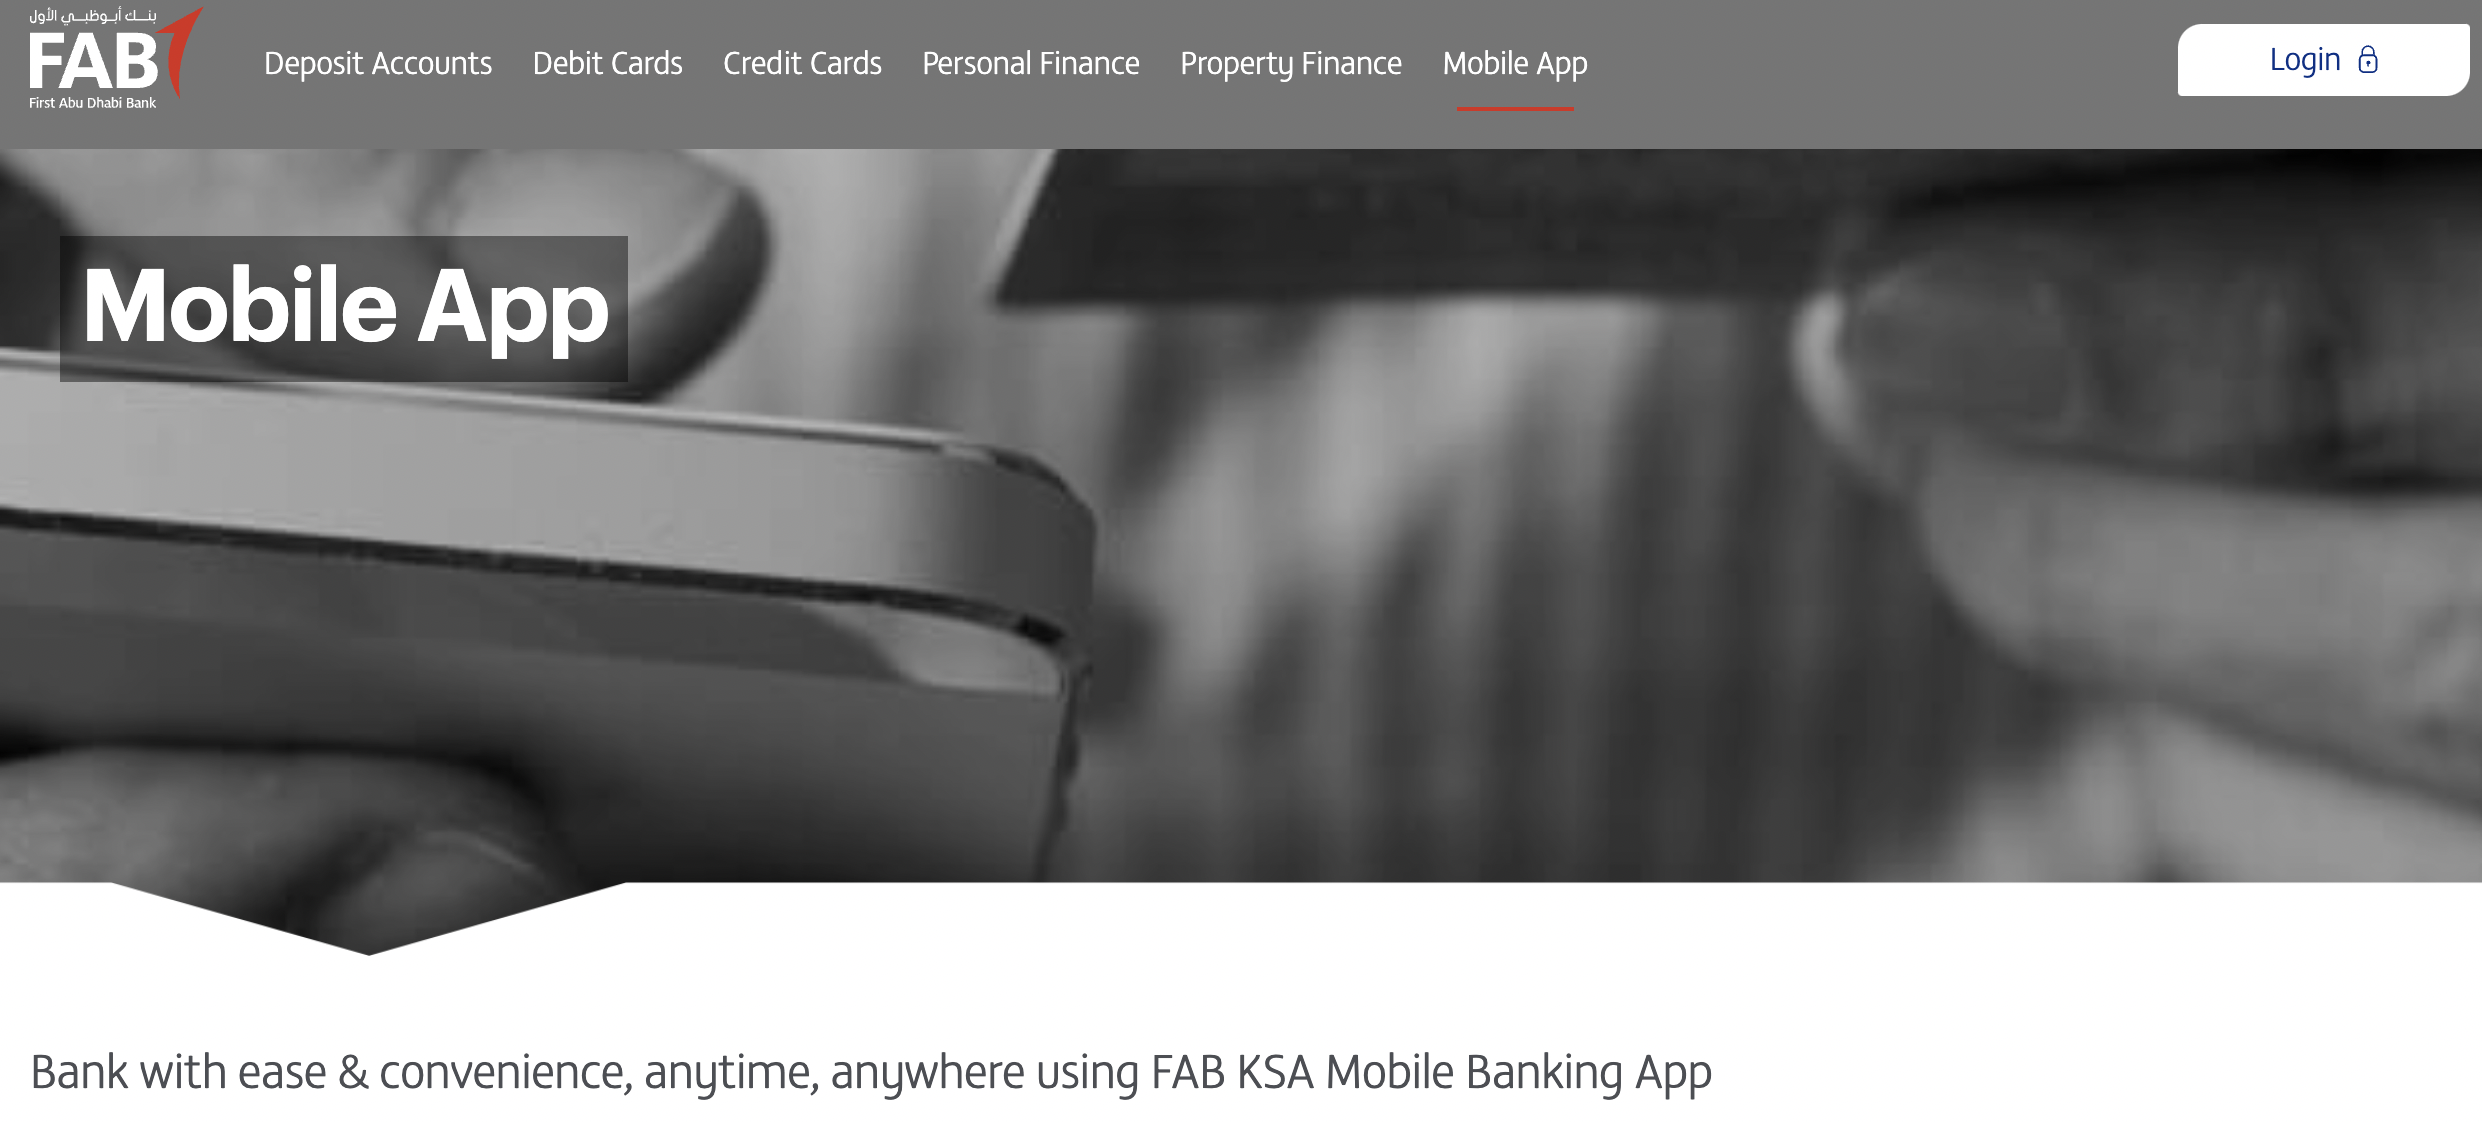 بنك أبوظبي الأول
FAB
First Abu Dhabi Bank
Deposit Accounts
Debit Cards
Credit Cards
Personal Finance
Property Finance
Mobile App
Login
Mobile App
Bank with ease & convenience, anytime, anywhere using FAB KSA Mobile Banking App